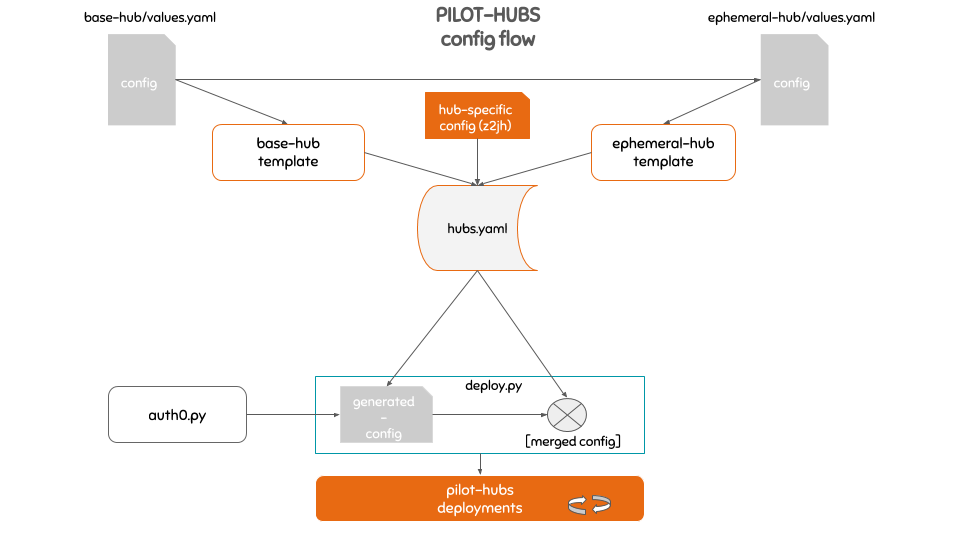 base-hub/values.yaml
PILOT-HUBS
config flow
ephemeral-hub/values.yaml
config
config
hub-specific
config (z2jh)
base-hub
template
ephemeral-hub
template
hubs.yaml
deploy.py
auth0.py
generated
-
config
[merged config]
pilot-hubs
deployments